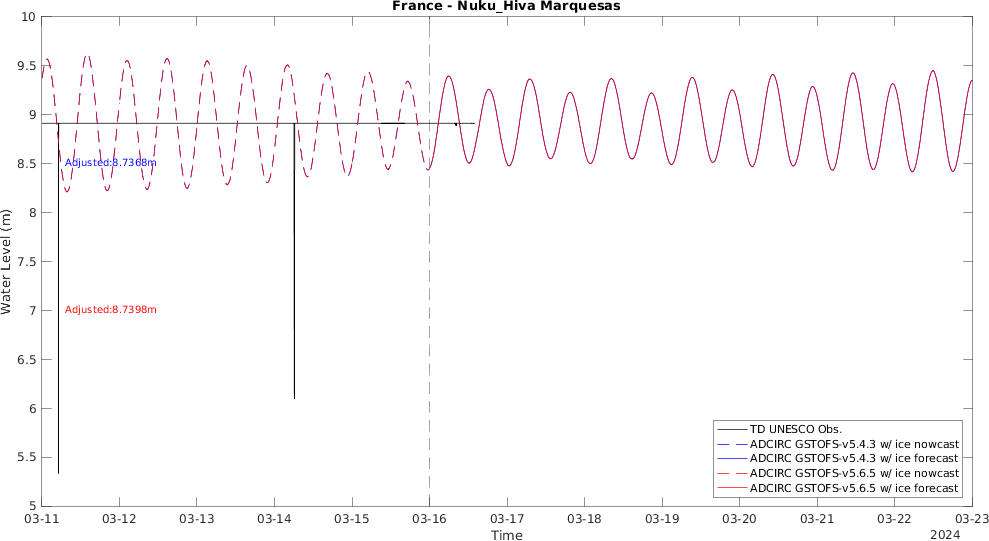 France - Nuku_Hiva Marquesas
10
9.5
9
8.5
8
7.5
7
6.5
6
5.5
5
Water Level (m)
Adjusted:8.7368m
Adjusted:8.7398m
TD UNESCO Obs.
ADCIRC GSTOFS-v5.4.3 w/ ice nowcast
ADCIRC GSTOFS-v5.4.3 w/ ice forecast
ADCIRC GSTOFS-v5.6.5 w/ ice nowcast
ADCIRC GSTOFS-v5.6.5 w/ ice forecast
03-11 03-12 03-13 03-14 03-15 03-16 03-17 03-18 03-19 03-20 03-21 03-22 03-23
Time
2024